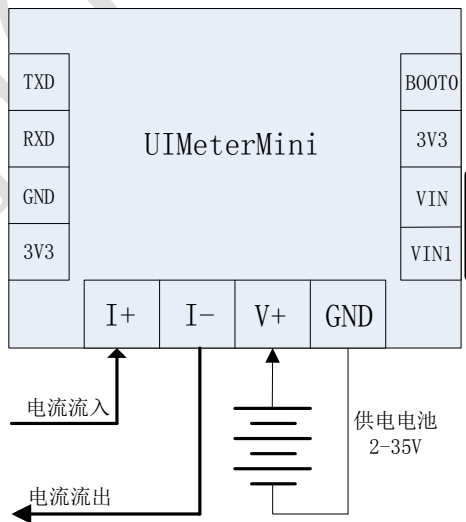 TXD
RXD
GND
3V3
UIMeterMini
BOOT0
3V3
VIN
VIN1
I+
I-
V+
GND
电流流入
电流流出
供电电池
2-35V